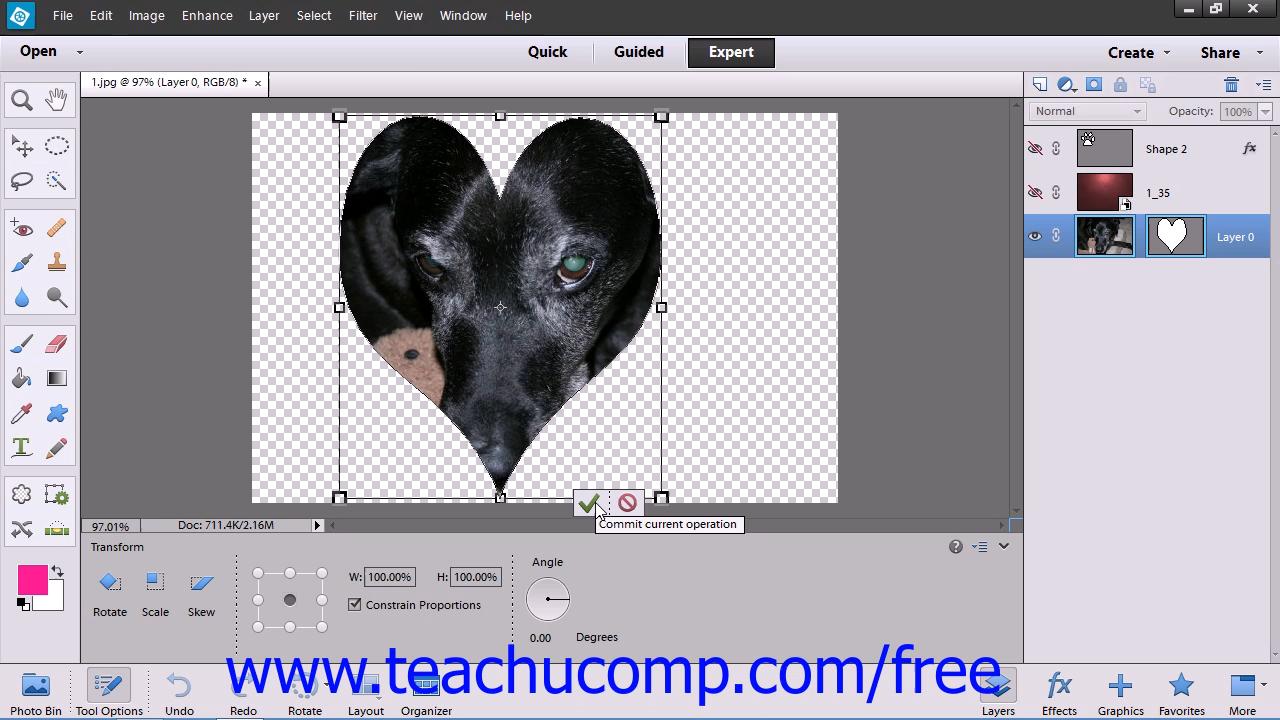 File Edit Image Enhance Layer Select Filter View Window Help
Open Quick Guided Expert Create Share
1.jpg @ 97% (Layer 0, RGB/8) * ×
Normal Opacity: 100%
Shape 2 fx
1_35
Layer 0
Commit current operation
97.01% Doc: 711.4K/2.16M
Transform
Rotate Scale Skew
W: 100.00% H: 100.00%
Constrain Proportions
Angle
0.00 Degrees
www.teachucomp.com/free
Photo Bin Tool Options Undo Redo Rotate Layout Organizer Layers Effects Graphics Favorites More